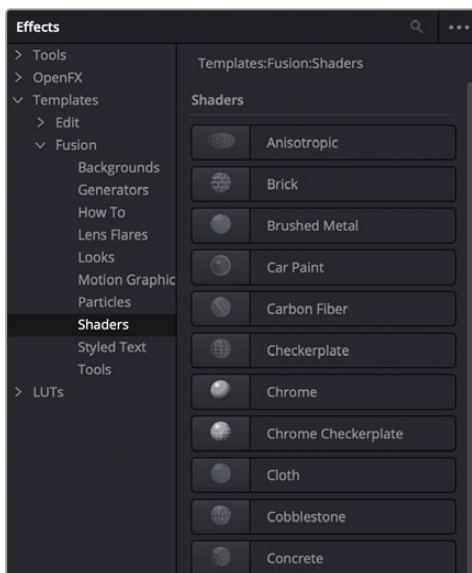 Effects
Tools
OpenFX
Templates
Edit
Fusion
Backgrounds
Generators
How To
Lens Flares
Looks
Motion Graphic
Particles
Shaders
Styled Text
Tools
LUTs
Templates:Fusion:Shaders
Shaders
Anisotropic
Brick
Brushed Metal
Car Paint
Carbon Fiber
Checkerplate
Chrome
Chrome Checkerplate
Cloth
Cobblestone
Concrete